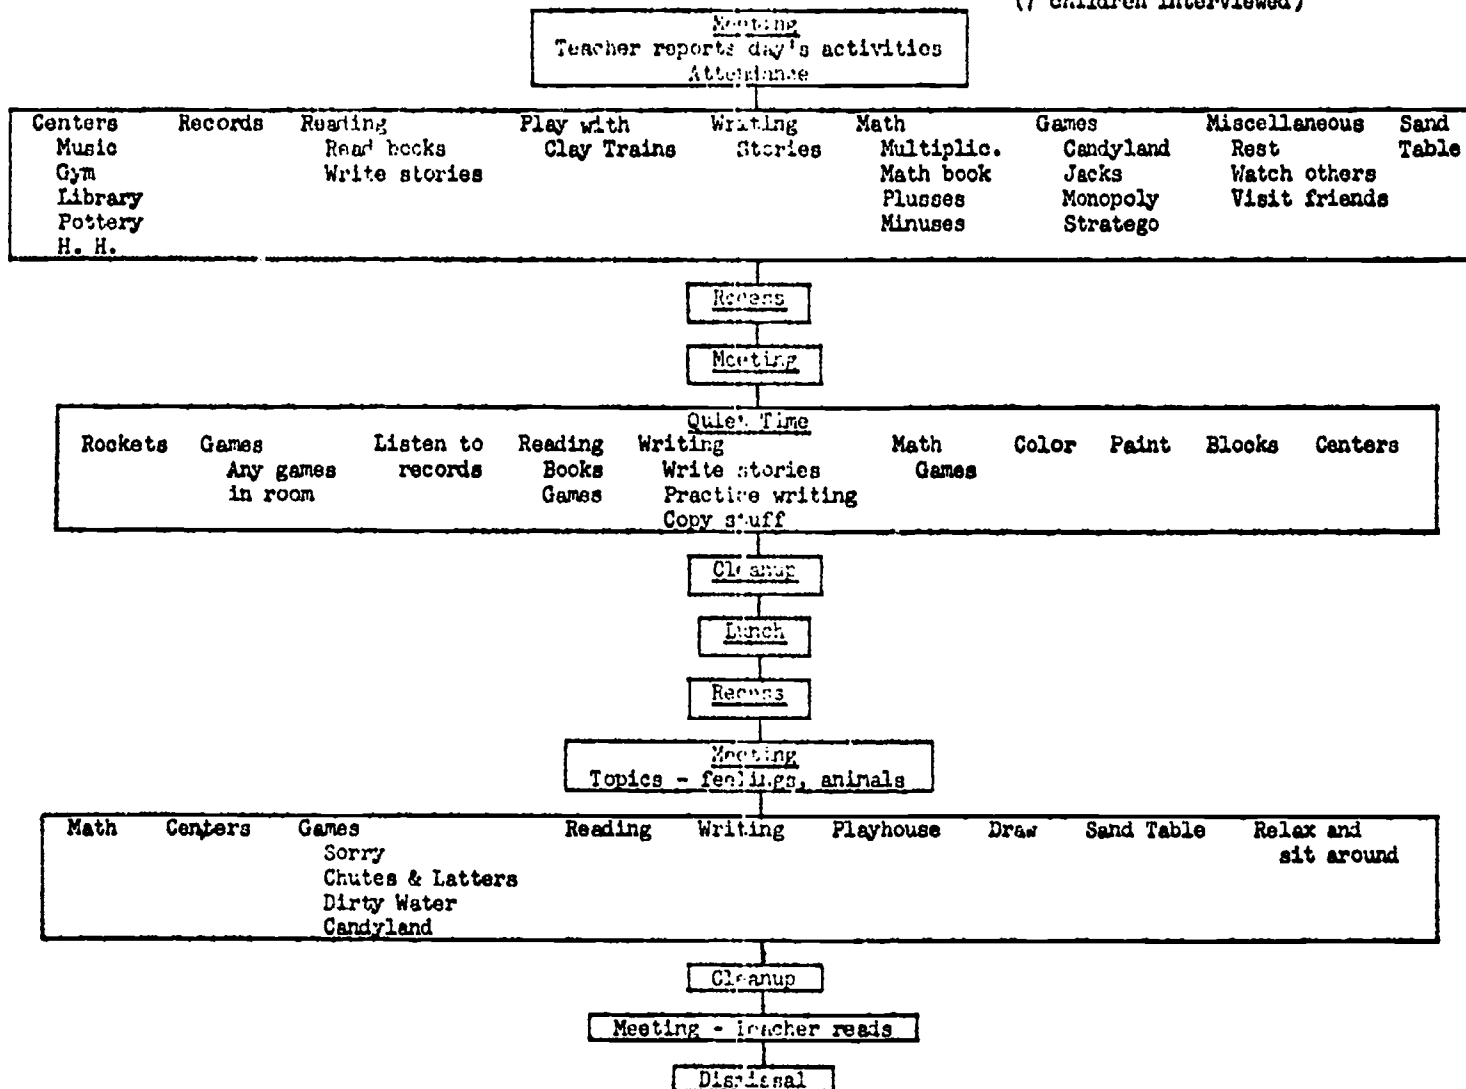 (7 children interviewed)
Meeting
Teacher reports day's activities
Attendance
Centers Records Reading Play with Writing Math Games Miscellaneous Sand
Music Read books Clay Trains Stories Multiplic. Candyland Rest Table
Gym Write stories Math book Jacks Watch others
Library Plusses Monopoly Visit friends
Pottery Minuses Stratego
H. H.
Recess
Meeting
Quiet Time
Rockets Games Listen to Reading Writing Math Color Paint Blocks Centers
Any games records Books Write stories Games
in room Games Practice writing
Copy stuff
Cleanup
Lunch
Recess
Meeting
Topics - feelings, animals
Math Centers Games Reading Writing Playhouse Draw Sand Table Relax and
Sorry sit around
Chutes & Latters
Dirty Water
Candyland
Cleanup
Meeting - Teacher reads
Dismissal